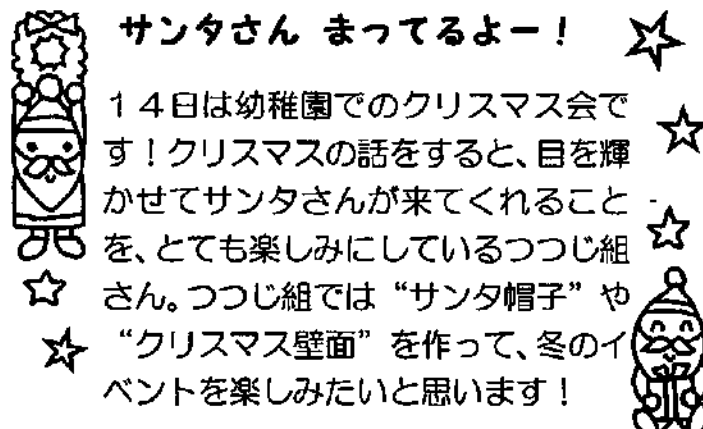 サンタさん まってるよー！
１４日は幼稚園でのクリスマス会で
す！クリスマスの話をすると、目を輝
かせてサンタさんが来てくれること
を、とても楽しみにしているつつじ組
さん。つつじ組では“サンタ帽子”や
“クリスマス壁面”を作って、冬のイ
ベントを楽しみたいと思います！